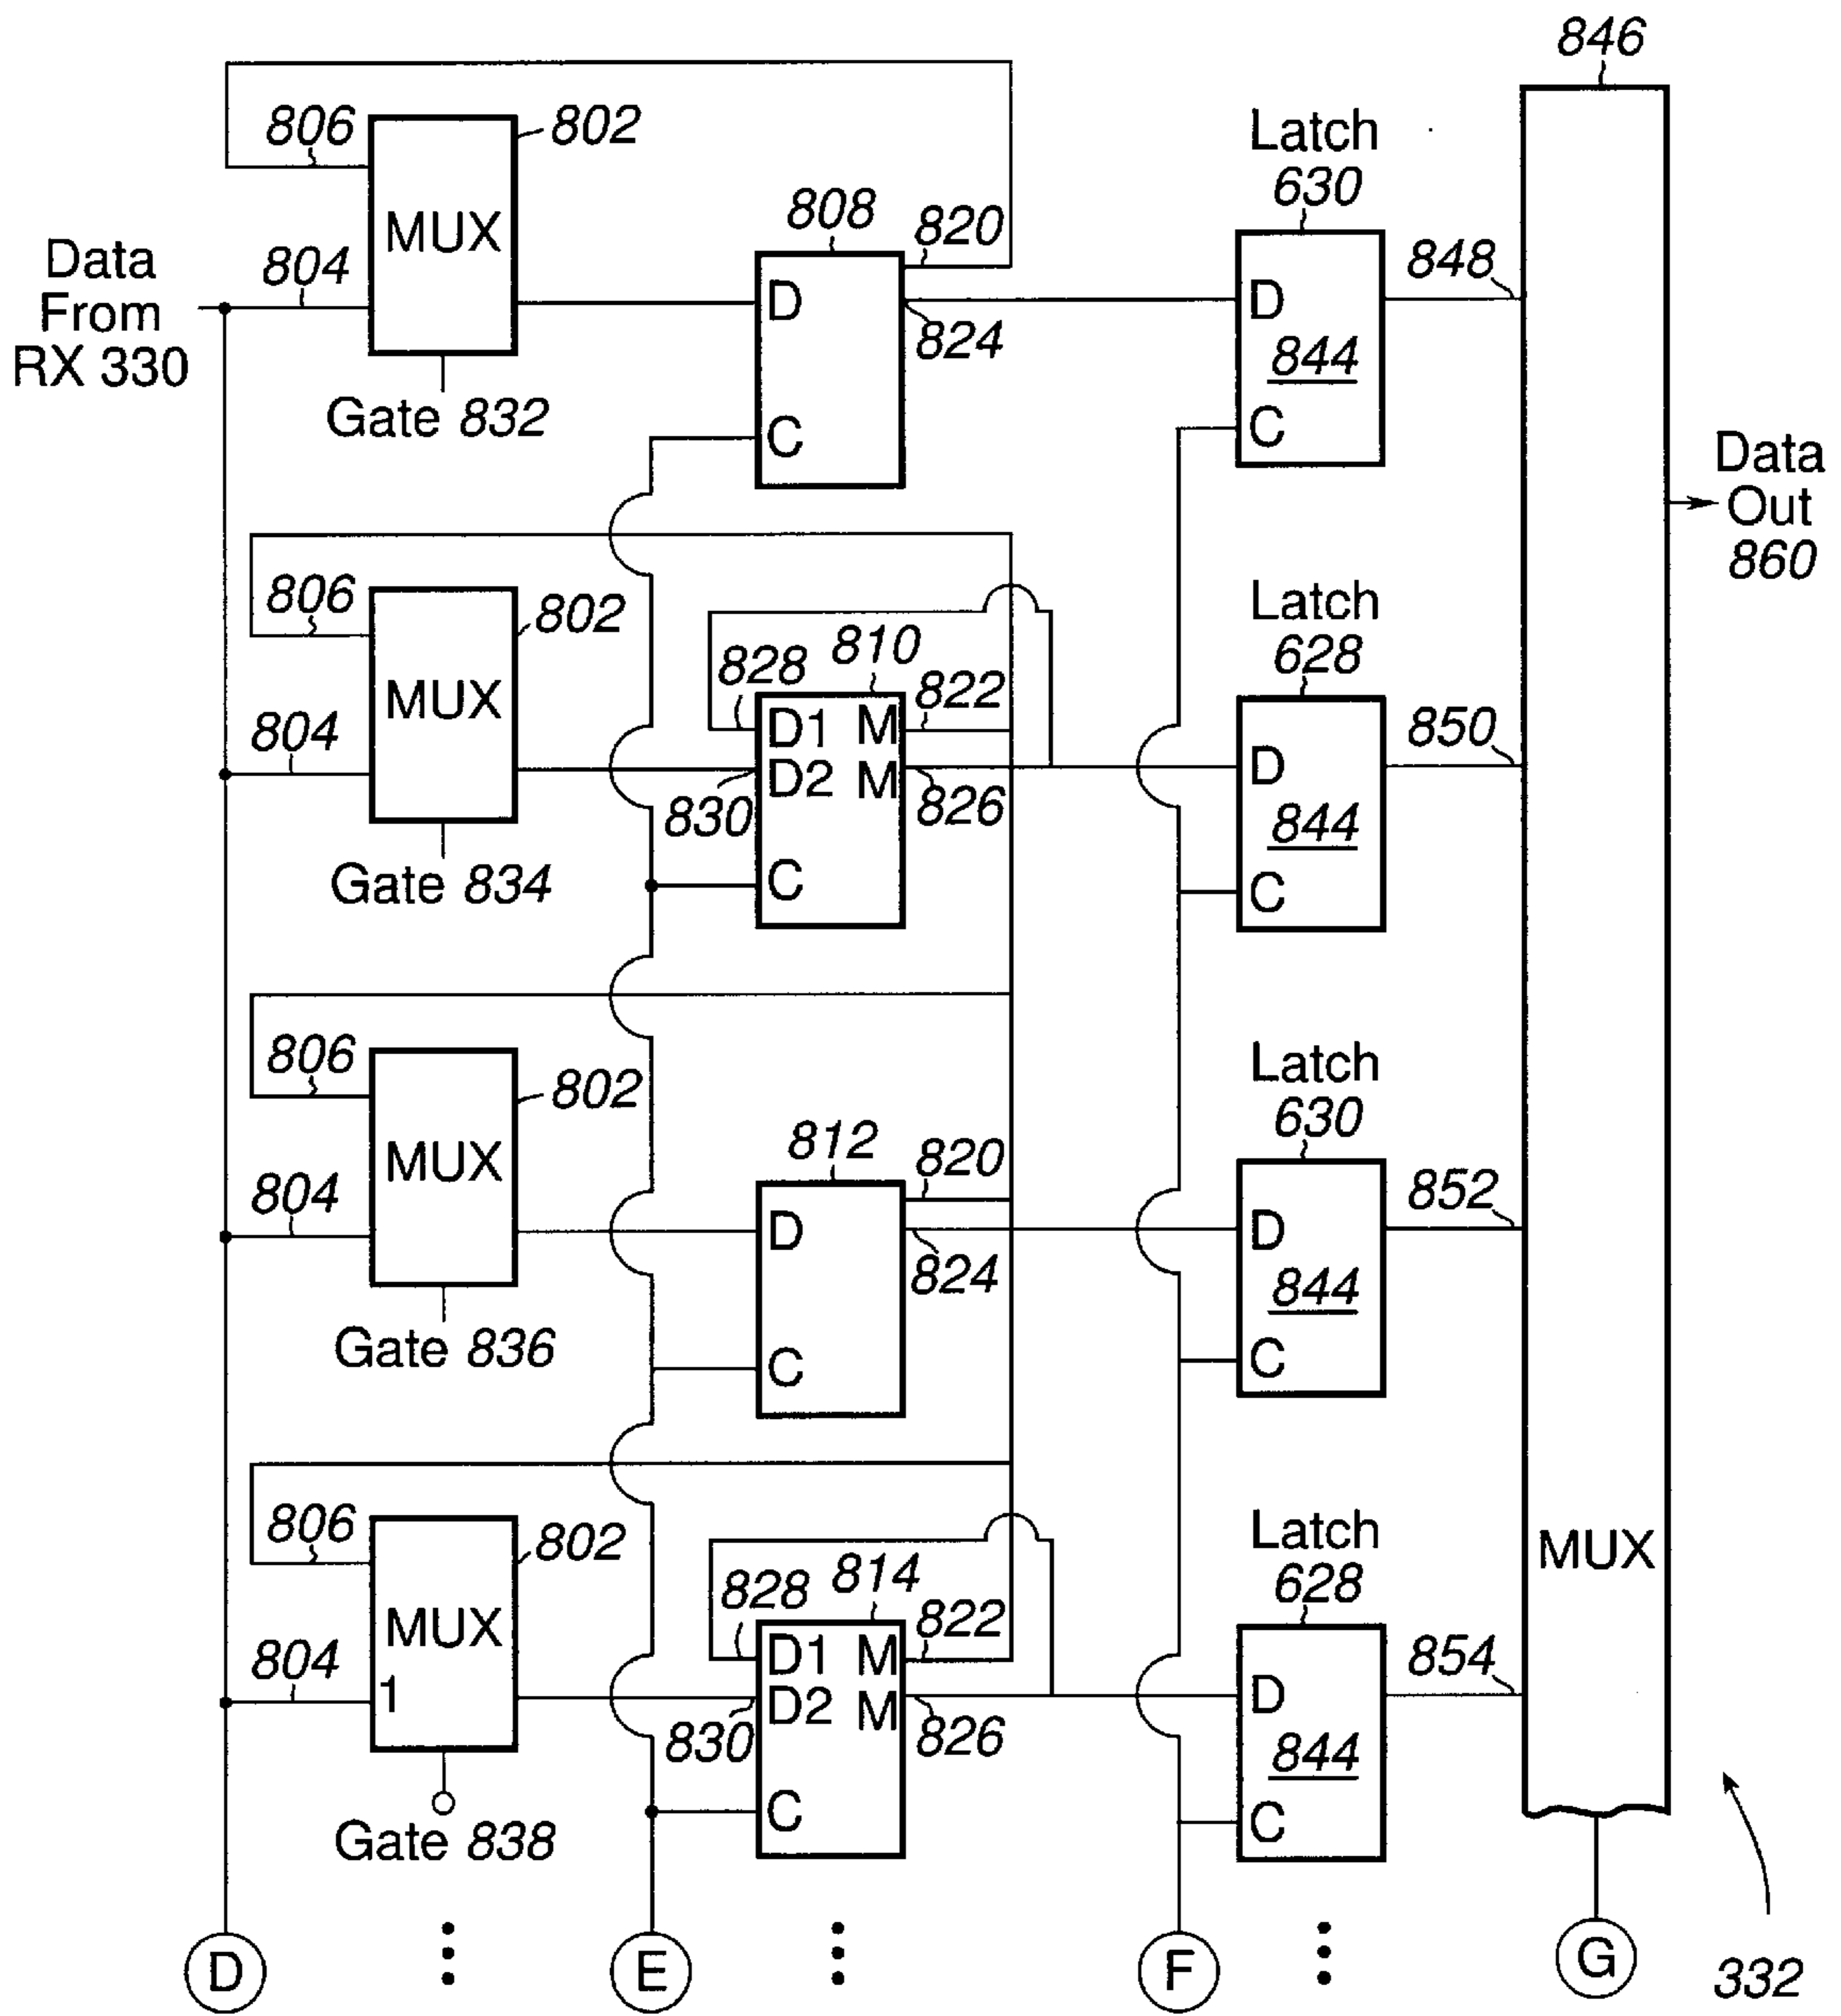 846
806
802
MUX
808
820
Latch
630
848
Data
From
RX 330
804
D
824
D
844
Gate 832
C
C
Data
Out
860
806
802
MUX
828
810
822
Latch
628
850
804
D1 M
D2 M
830
826
D
844
Gate 834
C
C
806
802
MUX
812
820
Latch
630
852
804
D
824
D
844
Gate 836
C
C
806
802
MUX
1
828
814
822
Latch
628
MUX
854
804
D1 M
D2 M
830
826
D
844
Gate 838
C
C
D
E
F
G
332